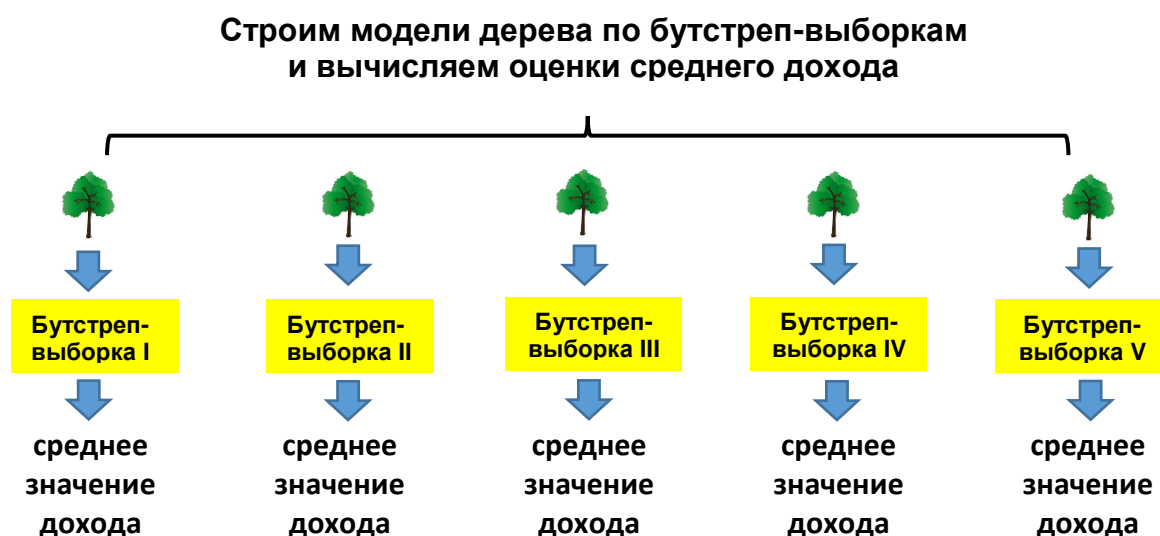 Строим модели дерева по бутстреп-выборкам
и вычисляем оценки среднего дохода
Бутстреп-
выборка I
Бутстреп-
выборка II
Бутстреп-
выборка III
Бутстреп-
выборка IV
Бутстреп-
выборка V
среднее
значение
дохода
среднее
значение
дохода
среднее
значение
дохода
среднее
значение
дохода
среднее
значение
дохода